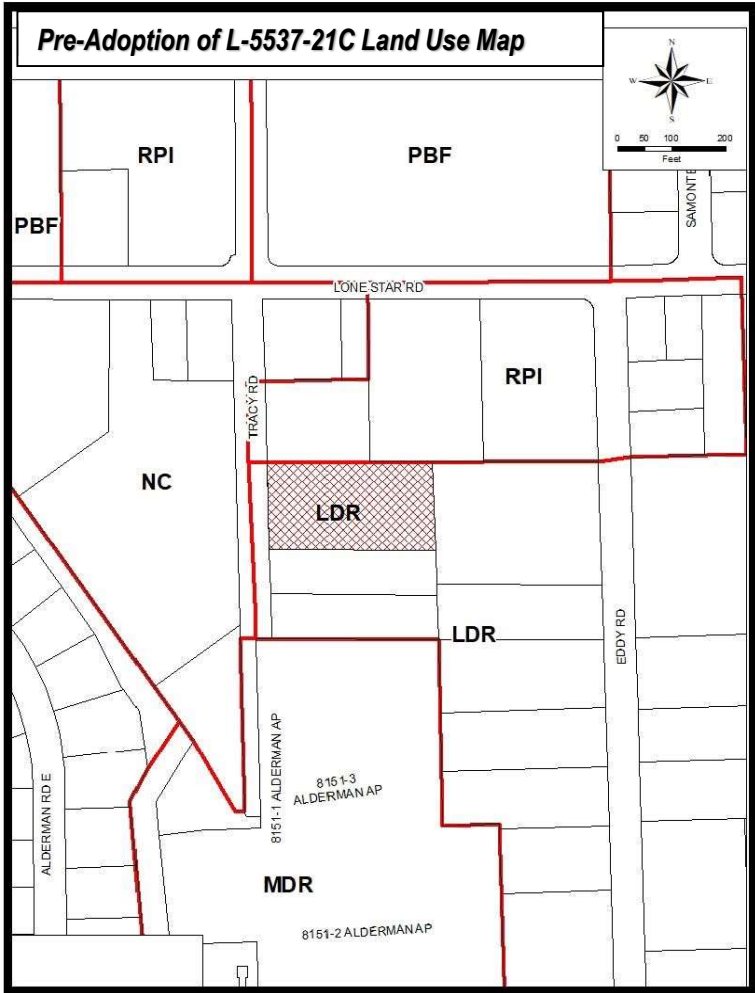 Pre-Adoption of L-5537-21C Land Use Map
N
W E
S
0 50 100 200
Feet
RPI
PBF
PBF
LONE STAR RD
TRACY RD
RPI
NC
LDR
LDR
EDDY RD
ALDERMAN RD E
8151-1 ALDERMAN AP
8151-3
ALDERMAN AP
MDR
8151-2 ALDERMAN AP